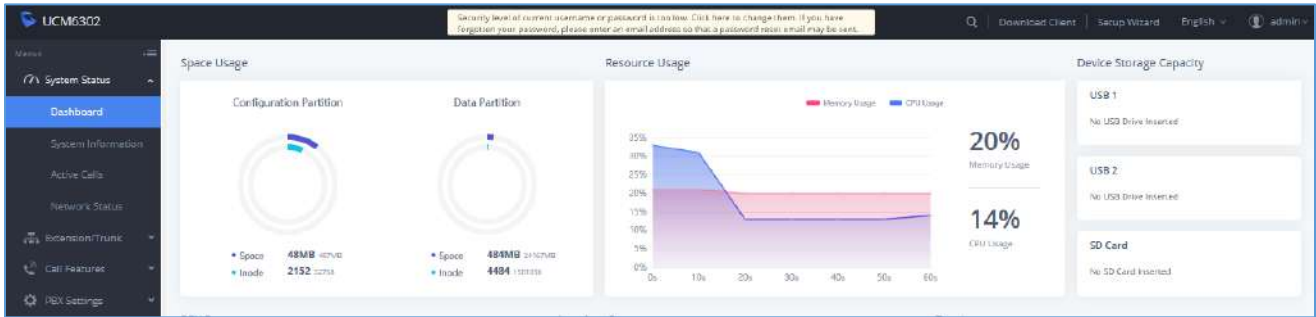 UCM6302
Security level of current username or password is too low. Click here to change them. If you have
forgotten your password, please enter an email address so that a password reset email may be sent.
Download Client
Setup Wizard
English
admin
Menus
System Status
Dashboard
System Information
Active Calls
Network Status
Extension/Trunk
Call Features
PBX Settings
Space Usage
Configuration Partition
Data Partition
Space 48MB
Inode 2152
Space 484MB
Inode 4484
Resource Usage
Memory Usage
CPU Usage
35%
30%
25%
20%
15%
10%
5%
0%
0s 10s 20s 30s 40s 50s 60s
20%
Memory Usage
14%
CPU Usage
Device Storage Capacity
USB 1
No USB Drive Inserted
USB 2
No USB Drive Inserted
SD Card
No SD Card Inserted